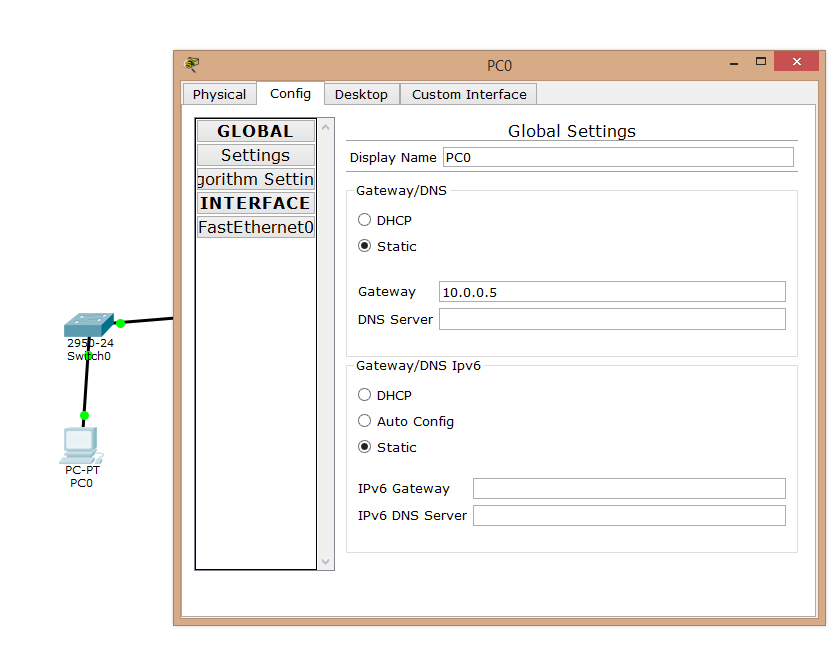 PC0
Physical Config Desktop Custom Interface
GLOBAL
Settings
gorithm Settin
INTERFACE
FastEthernet0
Global Settings
Display Name PC0
Gateway/DNS
DHCP
Static
Gateway 10.0.0.5
DNS Server
Gateway/DNS Ipv6
DHCP
Auto Config
Static
IPv6 Gateway
IPv6 DNS Server
2950-24
Switch0
PC-PT
PC0